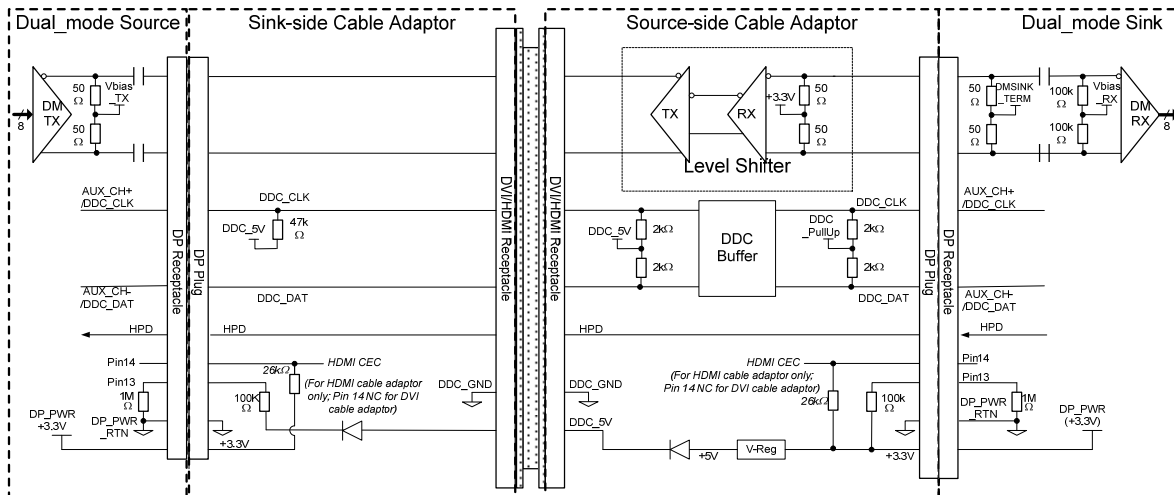 Dual_mode Source
Sink-side Cable Adaptor
Source-side Cable Adaptor
Dual_mode Sink
8
DM
TX
50
Ω
50
Ω
Vbias
_TX
DP Receptacle
DP Plug
DVI/HDMI Receptacle
DVI/HDMI Receptacle
TX
RX
+3.3V
50
Ω
50
Ω
Level Shifter
DP Plug
DP Receptacle
50
Ω
50
Ω
DMSINK
_TERM
100k
Ω
100k
Ω
Vbias
_RX
DM
RX
8
AUX_CH+
/DDC_CLK
DDC_CLK
DDC_5V
47k
Ω
DDC_5V
2kΩ
2kΩ
DDC
Buffer
DDC
_PullUp
DDC_CLK
2kΩ
2kΩ
AUX_CH+
/DDC_CLK
AUX_CH-
/DDC_DAT
DDC_DAT
DDC_DAT
AUX_CH-
/DDC_DAT
HPD
HPD
HPD
HPD
Pin14
HDMI CEC
(For HDMI cable adaptor
only; Pin 14 NC for DVI
cable adaptor)
26kΩ
HDMI CEC
(For HDMI cable adaptor only;
Pin 14 NC for DVI cable adaptor)
26kΩ
Pin14
Pin13
1M
Ω
100K
Ω
DDC_GND
DDC_GND
100k
Ω
Pin13
1M
Ω
DP_PWR
+3.3V
DP_PWR
_RTN
+3.3V
DDC_5V
+5V
V-Reg
+3.3V
DP_PWR
_RTN
DP_PWR
(+3.3V)